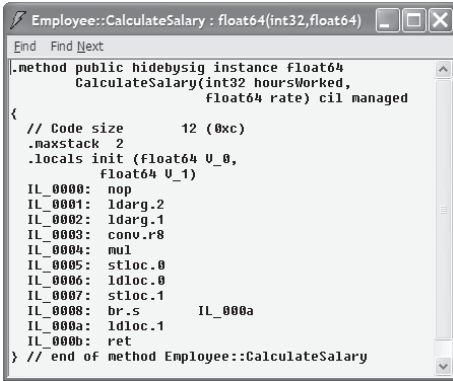 Employee::CalculateSalary : float64(int32,float64)
Find Find Next
.method public hidebysig instance float64
CalculateSalary(int32 hoursWorked,
float64 rate) cil managed
{
// Code size 12 (0xc)
.maxstack 2
.locals init (float64 V_0,
float64 V_1)
IL_0000: nop
IL_0001: ldarg.2
IL_0002: ldarg.1
IL_0003: conv.r8
IL_0004: mul
IL_0005: stloc.0
IL_0006: ldloc.0
IL_0007: stloc.1
IL_0008: br.s IL_000a
IL_000a: ldloc.1
IL_000b: ret
} // end of method Employee::CalculateSalary